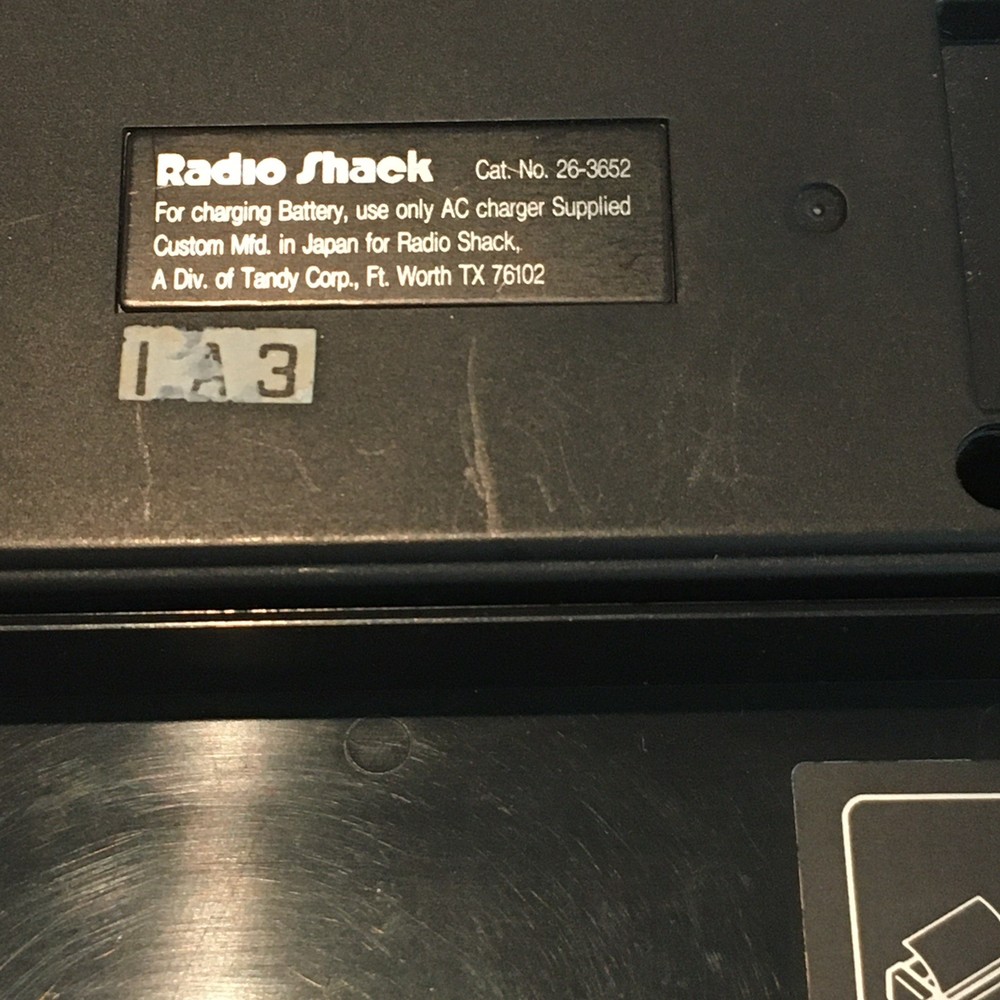 Radio Shack Cat. No. 26-3652
For charging Battery, use only AC charger Supplied
Custom Mfd. in Japan for Radio Shack,
A Div. of Tandy Corp., Ft. Worth TX 76102
1A3